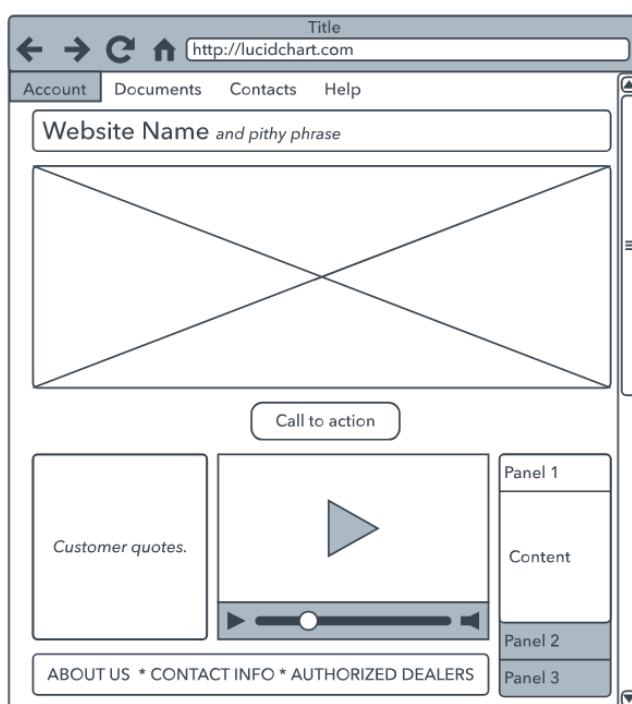 Title
http://lucidchart.com
Account Documents Contacts Help
Website Name and pithy phrase
Call to action
Customer quotes.
Panel 1
Content
Panel 2
Panel 3
ABOUT US * CONTACT INFO * AUTHORIZED DEALERS